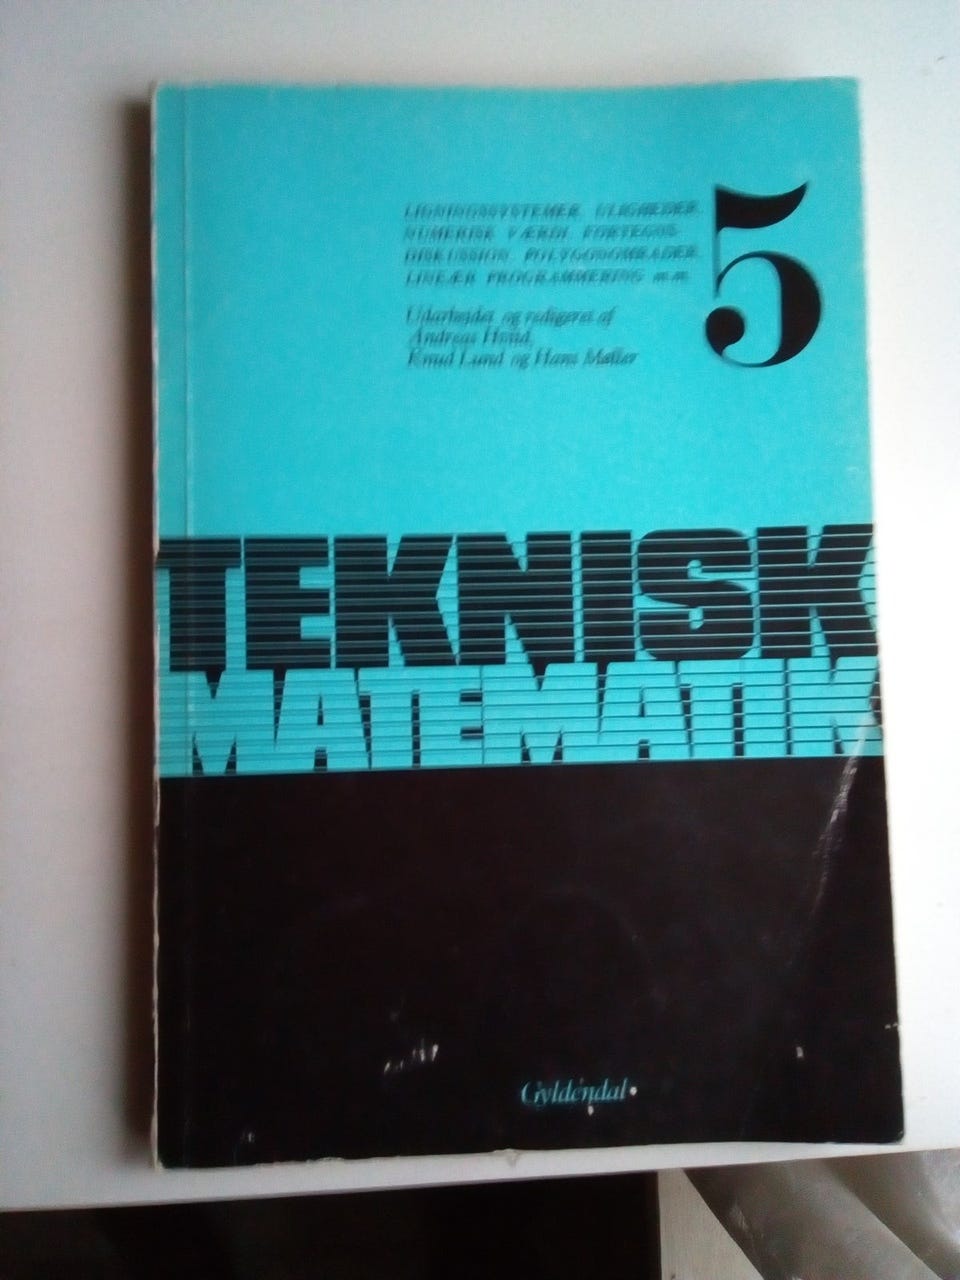 LIGNINGSSYSTEMER. ULIGHEDER.
NUMERISK VÆRDI. FORTEGNS-
DISKUSSION. POLYGONOMRÅDER.
LINEÆR PROGRAMMERING m.m.
5
Udarbejdet og redigeret af
Andreas
Knud Lund og Hans Møller
TEKNISK
MATEMATIK
Gyldendal